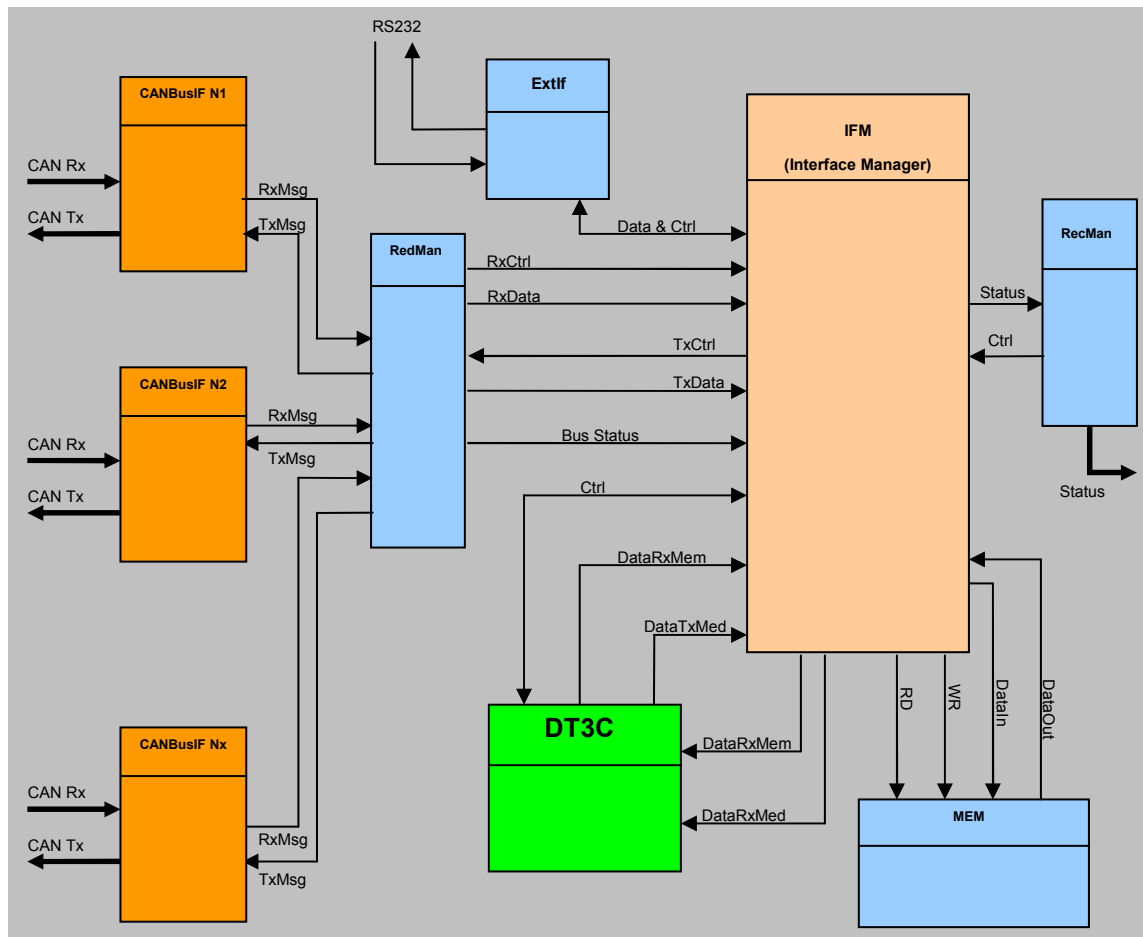 RS232
CANBusIF N1
ExtIf
IFM
(Interface Manager)
CAN Rx
RxMsg
CAN Tx
TxMsg
Data & Ctrl
RedMan
RecMan
RxCtrl
RxData
Status
TxCtrl
Ctrl
CANBusIF N2
TxData
RxMsg
Bus Status
CAN Rx
TxMsg
Ctrl
CAN Tx
Status
DataRxMem
DataTxMed
RD
WR
DataIn
DataOut
CANBusIF Nx
DT3C
DataRxMem
CAN Rx
DataRxMed
MEM
RxMsg
CAN Tx
TxMsg